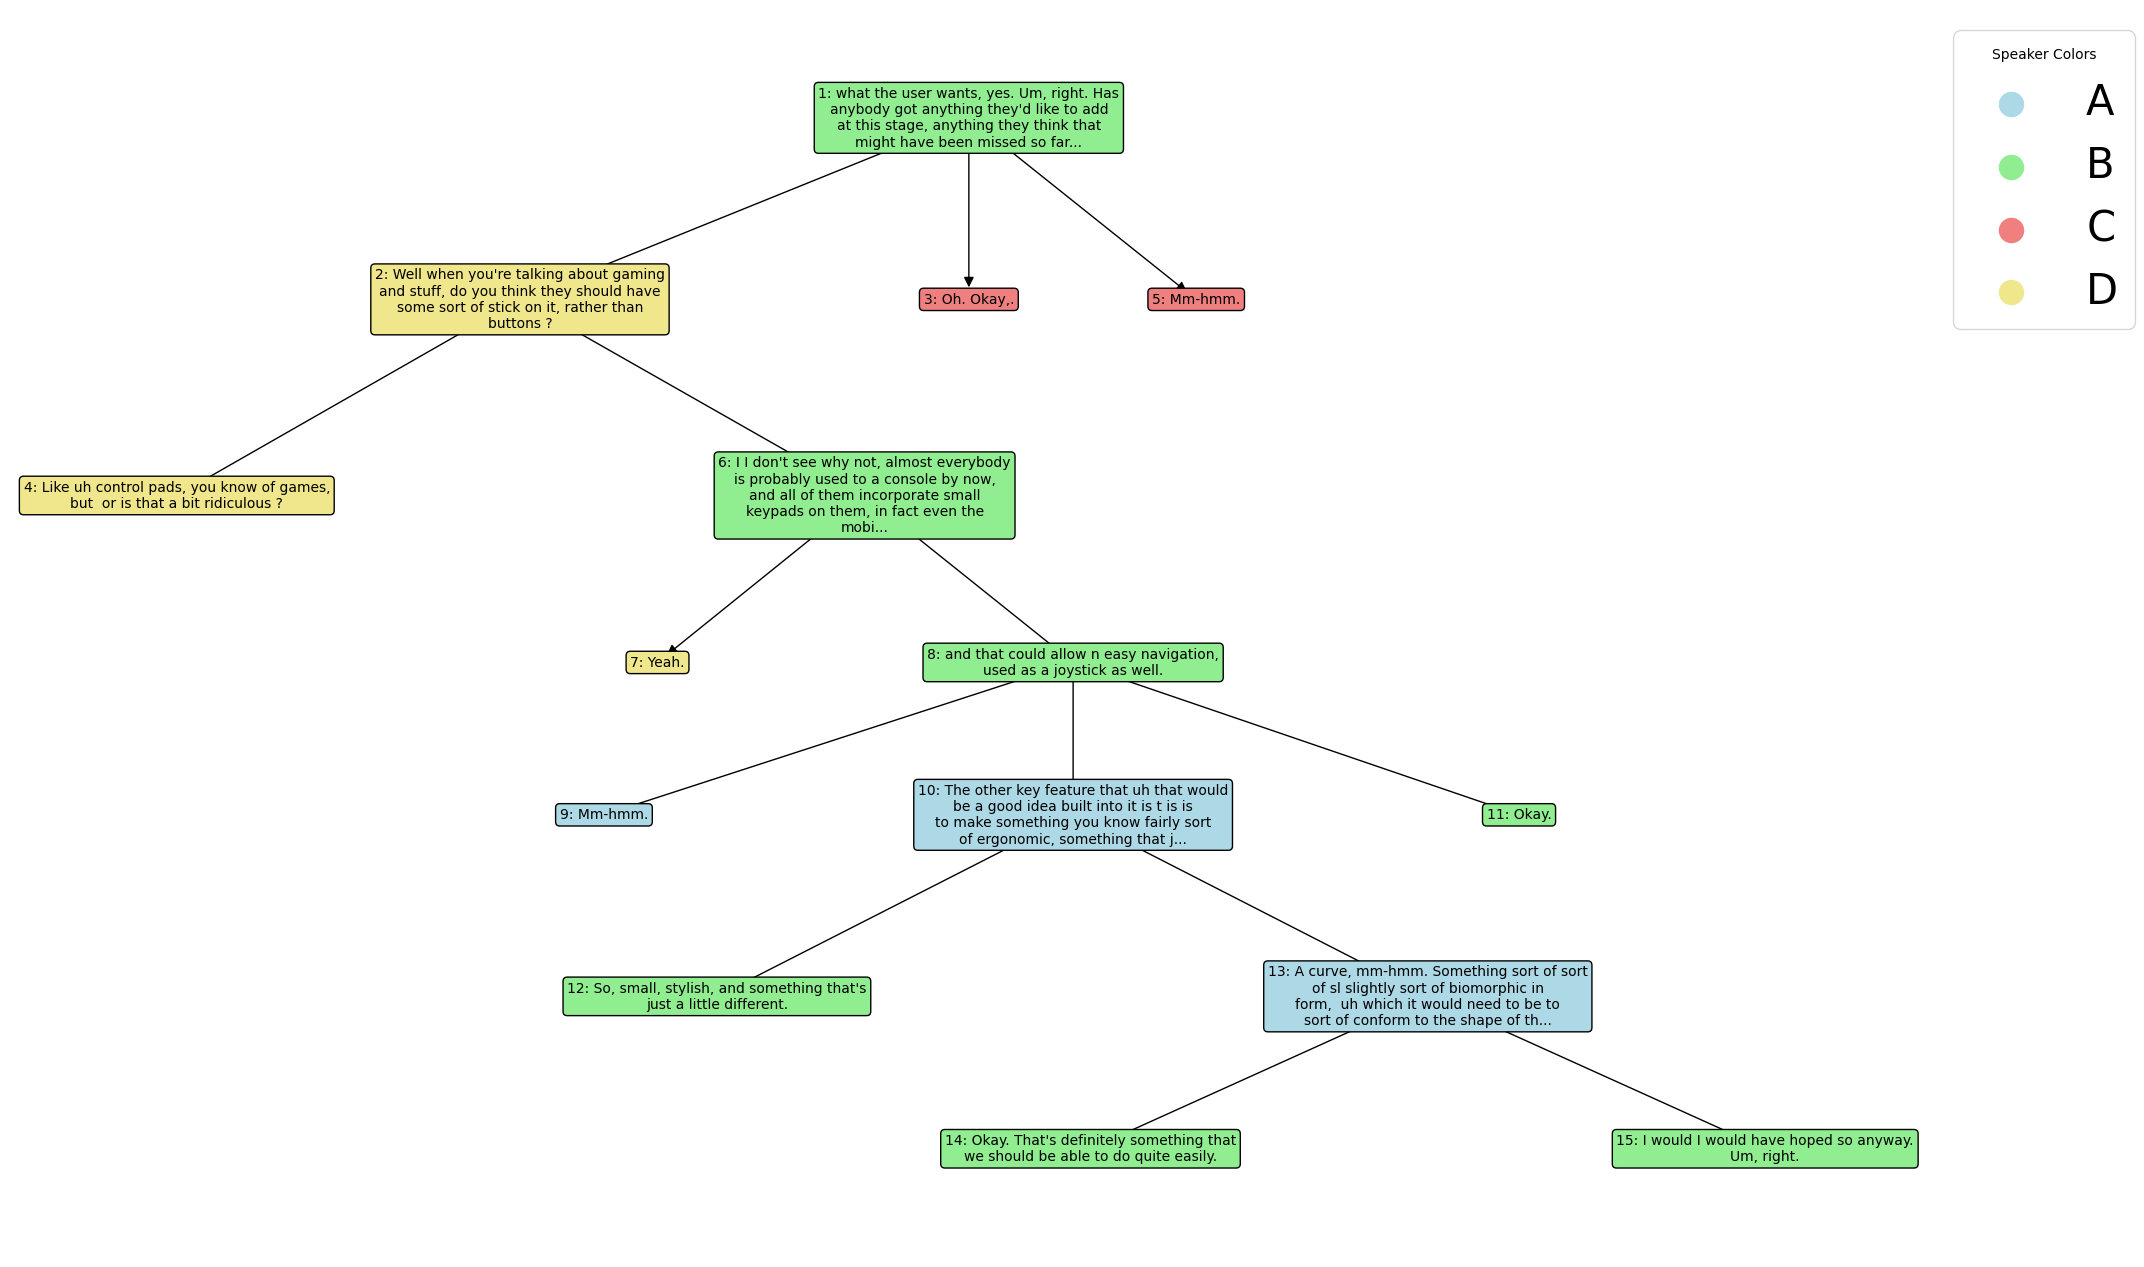 Speaker Colors
A
B
C
D
1: what the user wants, yes. Um, right. Has
anybody got anything they'd like to add
at this stage, anything they think that
might have been missed so far...
2: Well when you're talking about gaming
and stuff, do you think they should have
some sort of stick on it, rather than
buttons ?
3: Oh. Okay,.
5: Mm-hmm.
4: Like uh control pads, you know of games,
but  or is that a bit ridiculous ?
6: I I don't see why not, almost everybody
is probably used to a console by now,
and all of them incorporate small
keypads on them, in fact even the
mobi...
7: Yeah.
8: and that could allow n easy navigation,
used as a joystick as well.
9: Mm-hmm.
10: The other key feature that uh that would
be a good idea built into it is t is is
to make something you know fairly sort
of ergonomic, something that j...
11: Okay.
12: So, small, stylish, and something that's
just a little different.
13: A curve, mm-hmm. Something sort of sort
of sl slightly sort of biomorphic in
form,  uh which it would need to be to
sort of conform to the shape of th...
14: Okay. That's definitely something that
we should be able to do quite easily.
15: I would I would have hoped so anyway.
Um, right.